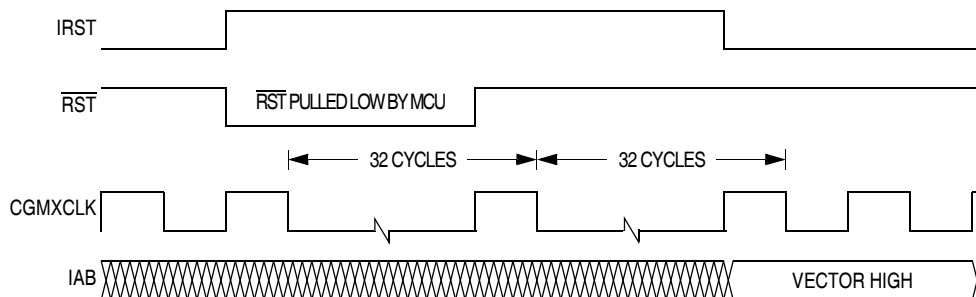 IRST
RST
RST PULLED LOW BY MCU
32 CYCLES
32 CYCLES
CGMXCLK
IAB
VECTOR HIGH